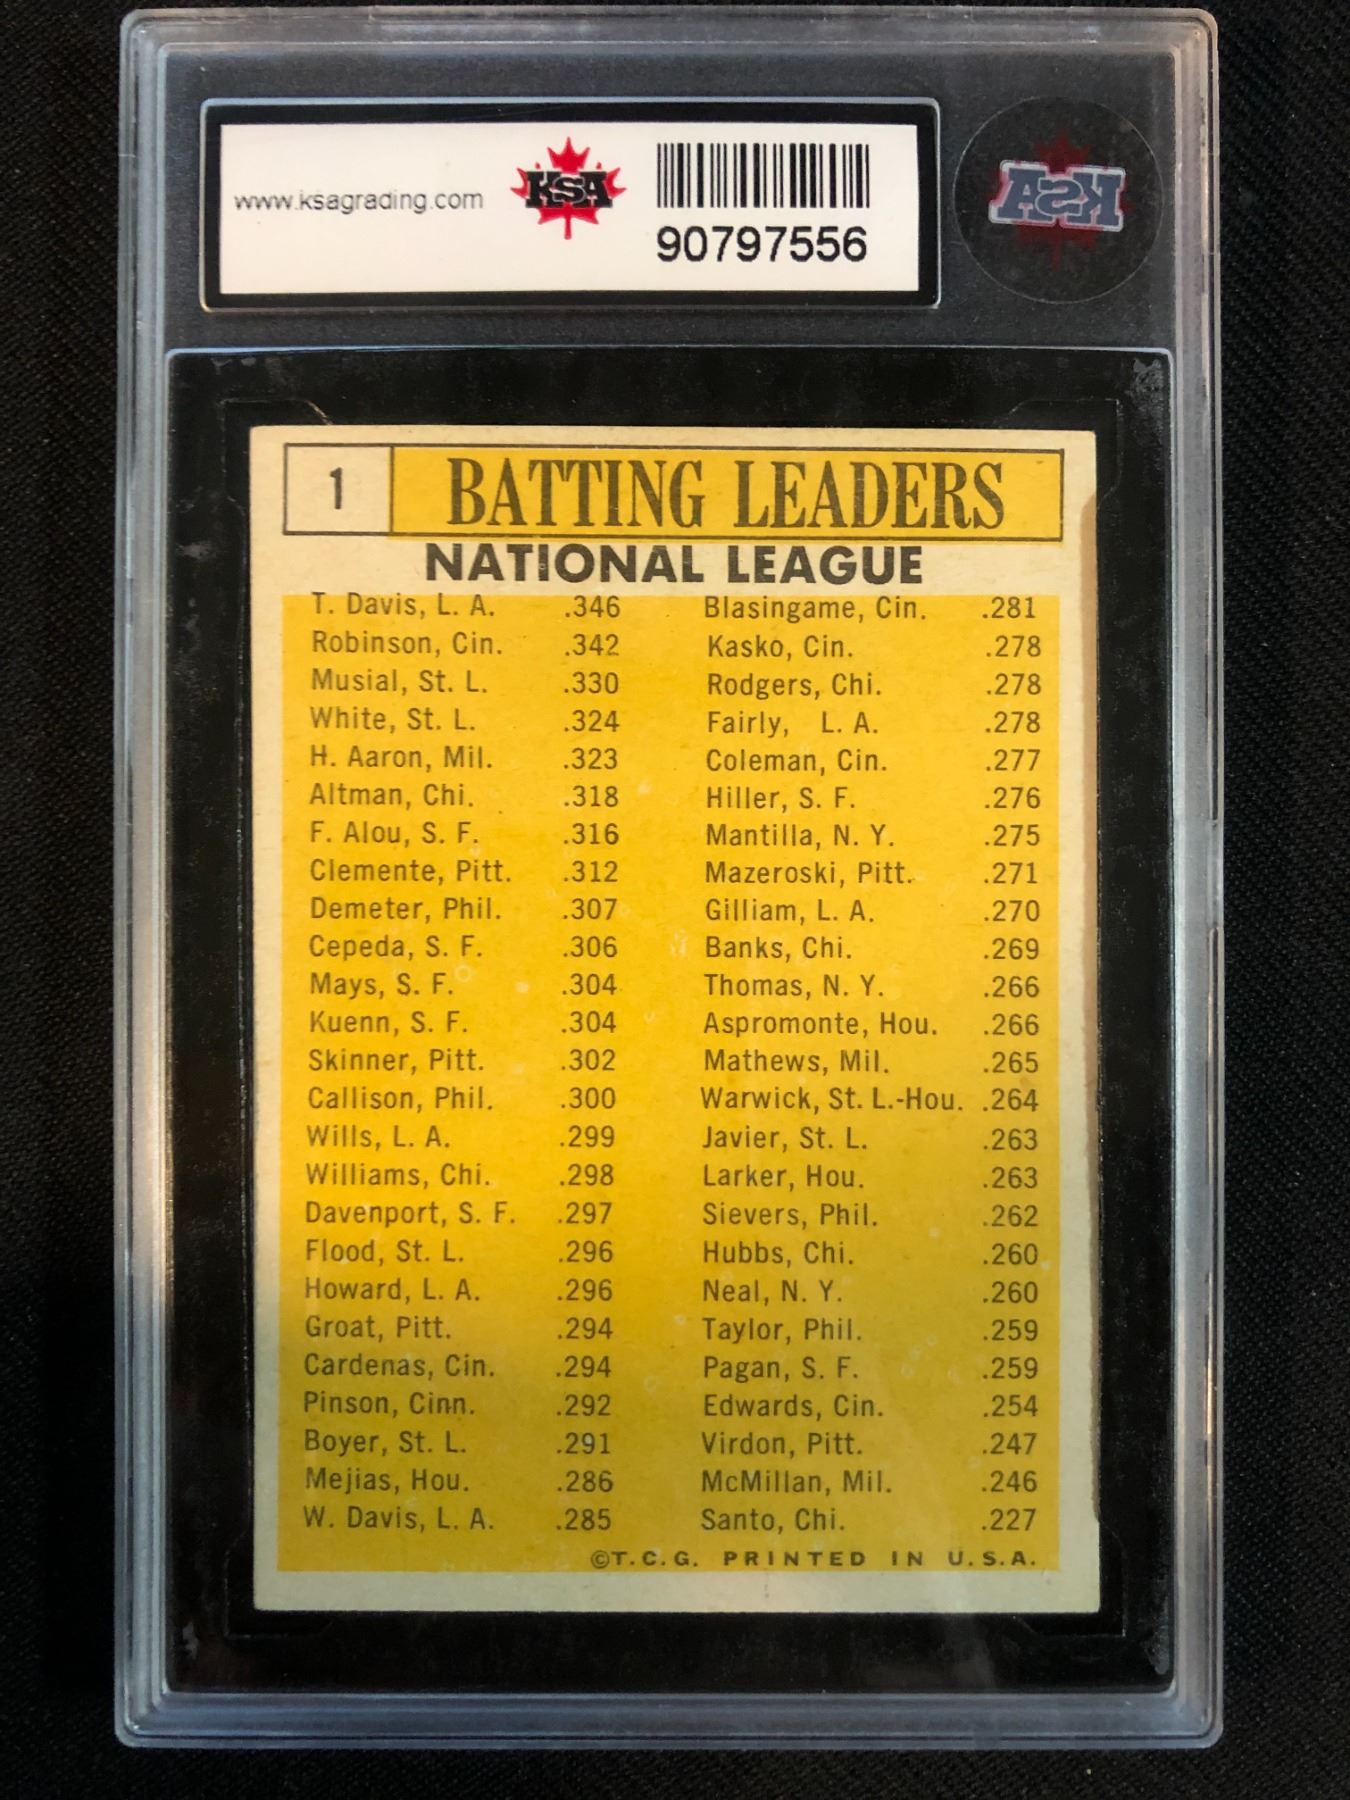 www.ksagrading.com
KSA
90797556
KSA
1 BATTING LEADERS
NATIONAL LEAGUE
T. Davis, L. A. .346
Robinson, Cin. .342
Musial, St. L. .330
White, St. L. .324
H. Aaron, Mil. .323
Altman, Chi. .318
F. Alou, S. F. .316
Clemente, Pitt. .312
Demeter, Phil. .307
Cepeda, S. F. .306
Mays, S. F. .304
Kuenn, S. F. .304
Skinner, Pitt. .302
Callison, Phil. .300
Wills, L. A. .299
Williams, Chi. .298
Davenport, S. F. .297
Flood, St. L. .296
Howard, L. A. .296
Groat, Pitt. .294
Cardenas, Cin. .294
Pinson, Cinn. .292
Boyer, St. L. .291
Mejias, Hou. .286
W. Davis, L. A. .285
Blasingame, Cin. .281
Kasko, Cin. .278
Rodgers, Chi. .278
Fairly, L. A. .278
Coleman, Cin. .277
Hiller, S. F. .276
Mantilla, N. Y. .275
Mazeroski, Pitt. .271
Gilliam, L. A. .270
Banks, Chi. .269
Thomas, N. Y. .266
Aspromonte, Hou. .266
Mathews, Mil. .265
Warwick, St. L.-Hou. .264
Javier, St. L. .263
Larker, Hou. .263
Sievers, Phil. .262
Hubbs, Chi. .260
Neal, N. Y. .260
Taylor, Phil. .259
Pagan, S. F. .259
Edwards, Cin. .254
Virdon, Pitt. .247
McMillan, Mil. .246
Santo, Chi. .227
©T.C.G. PRINTED IN U.S.A.